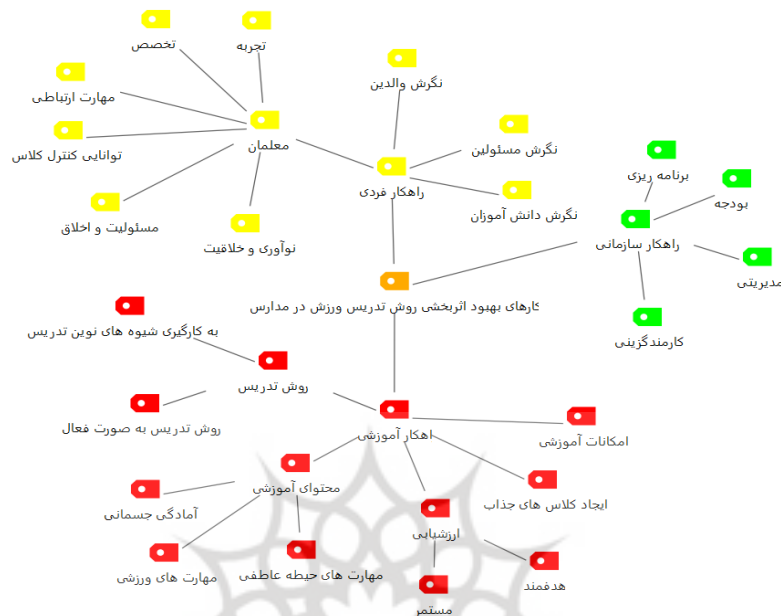 تجربه
تخصص
نگرش والدین
مهارت ارتباطی
معلمان
نگرش مسئولین
توانایی کنترل کلاس
برنامه ریزی
راهکار فردی
بودجه
نگرش دانش آموزان
مسئولیت و اخلاق
نوآوری و خلاقیت
راهکار سازمانی
مدیریتی
کارهای بهبود اثربخشی روش تدریس ورزش در مدارس
به کارگیری شیوه های نوین تدریس
کارمندگزینی
روش تدریس
روش تدریس به صورت فعال
اهکار آموزشی
امکانات آموزشی
محتوای آموزشی
ایجاد کلاس های جذاب
آمادگی جسمانی
ارزشیابی
مهارت های حیطه عاطفی
مهارت های ورزشی
هدفمند
مستمر